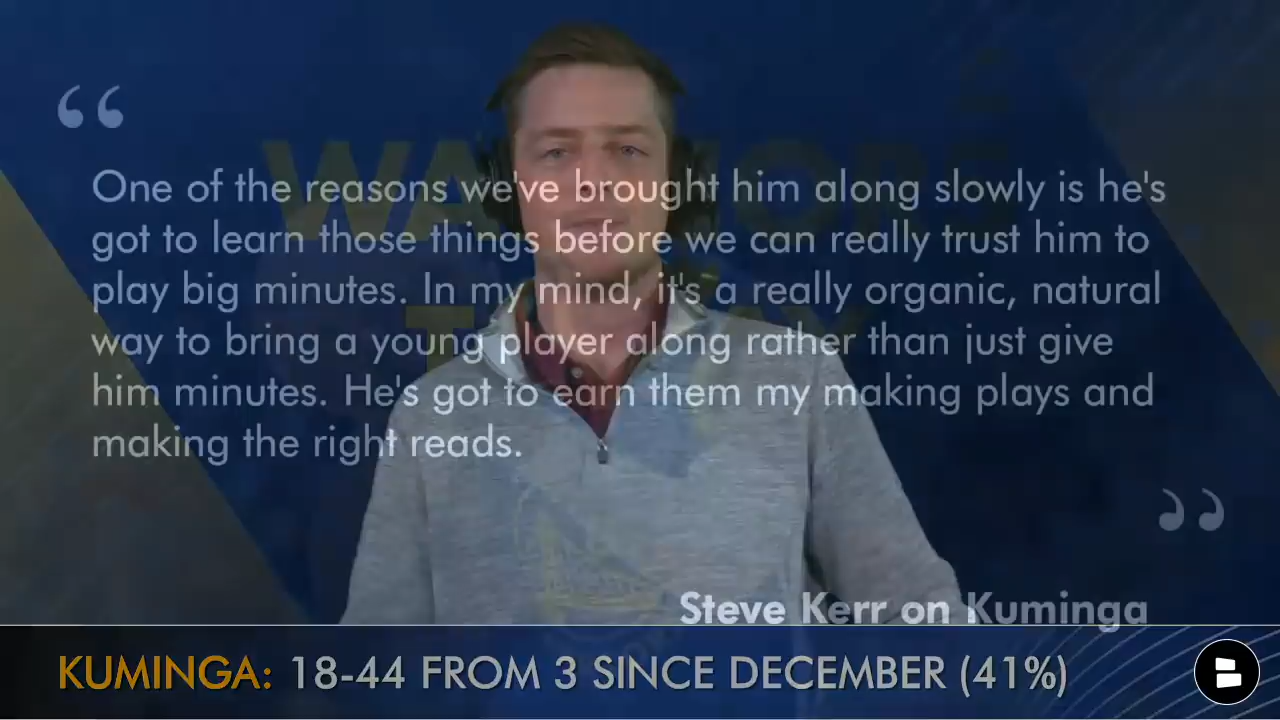 “
WARRIORS
TODAY
One of the reasons we've brought him along slowly is he's
got to learn those things before we can really trust him to
play big minutes. In my mind, it's a really organic, natural
way to bring a young player along rather than just give
him minutes. He's got to earn them my making plays and
making the right reads.
”
Steve Kerr on Kuminga
KUMINGA: 18-44 FROM 3 SINCE DECEMBER (41%)